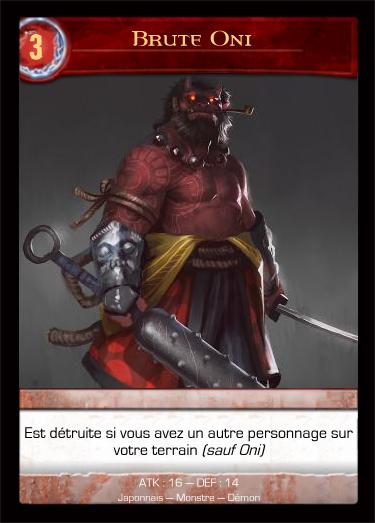 3
Brute Oni
Est détruite si vous avez un autre personnage sur
votre terrain (sauf Oni)
ATK : 16 — DEF : 14
Japonnais — Monstre — Démon